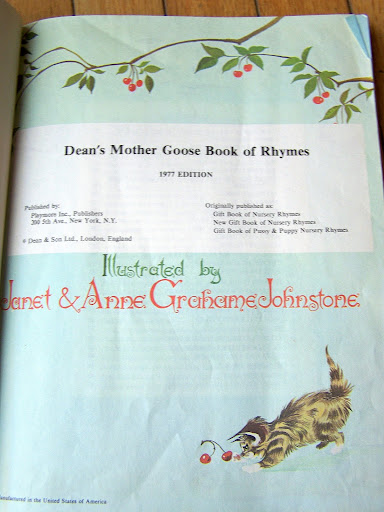 Dean's Mother Goose Book of Rhymes
1977 EDITION
Published by:
Playmore Inc., Publishers
200 5th Ave., New York, N.Y.
© Dean & Son Ltd., London, England
Originally published as:
Gift Book of Nursery Rhymes
New Gift Book of Nursery Rhymes
Gift Book of Pussy & Puppy Nursery Rhymes
Illustrated by
Janet & Anne Grahame Johnstone
Manufactured in the United States of America